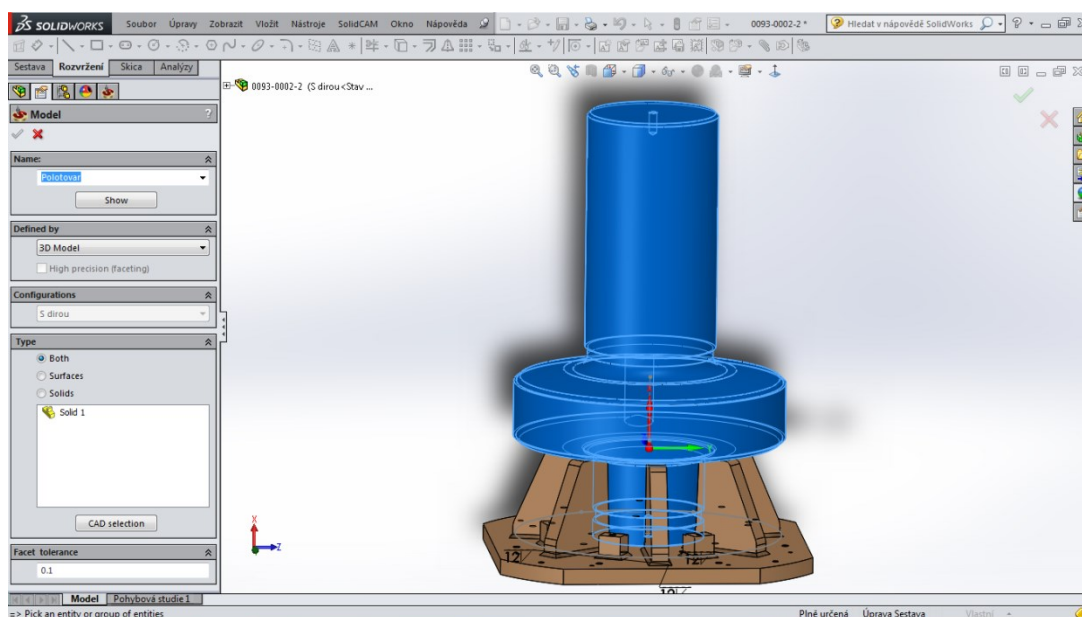 SOLIDWORKS Soubor Úpravy Zobrazit Vložit Nástroje SolidCAM Okno Nápověda 0093-0002-2 * Hledat v nápovědě SolidWorks
Sestava Rozvržení Skica Analýzy
0093-0002-2 (S dirou<Stav ...
Model ?
Name:
Polotovar
Show
Defined by
3D Model
High precision (faceting)
Configurations
S dirou
Type
Both
Surfaces
Solids
Solid 1
CAD selection
Facet tolerance
0.1
12
12
Model Pohybová studie 1
=> Pick an entity or group of entities Plně určená Úprava Sestava Vlastní
X
Z